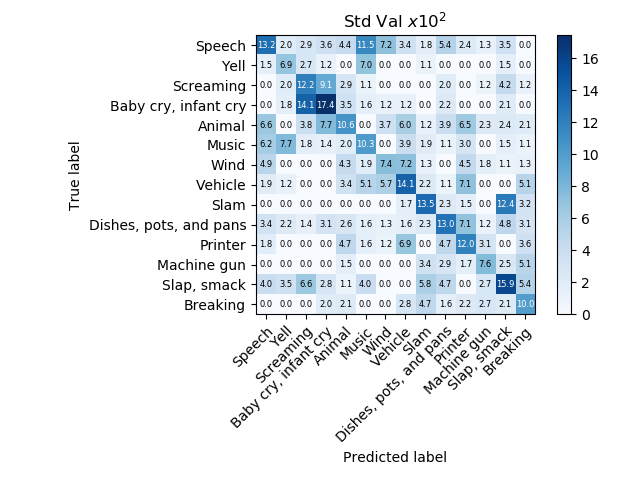 Std Val x10²
True label
Speech 13.2 2.0 2.9 3.6 4.4 11.5 7.2 3.4 1.8 5.4 2.4 1.3 3.5 0.0
Yell 1.5 6.9 2.7 1.2 0.0 7.0 0.0 0.0 1.1 0.0 0.0 0.0 1.5 0.0
Screaming 0.0 2.0 12.2 9.1 2.9 1.1 0.0 0.0 0.0 2.0 0.0 1.2 4.2 1.2
Baby cry, infant cry 0.0 1.8 14.1 17.4 3.5 1.6 1.2 1.2 0.0 2.2 0.0 0.0 2.1 0.0
Animal 6.6 0.0 3.8 7.7 10.6 0.0 3.7 6.0 1.2 3.9 6.5 2.3 2.4 2.1
Music 6.2 7.7 1.8 1.4 2.0 10.3 0.0 3.9 1.9 1.1 3.0 0.0 1.5 1.1
Wind 4.9 0.0 0.0 0.0 4.3 1.9 7.4 7.2 1.3 0.0 4.5 1.8 1.1 1.3
Vehicle 1.9 1.2 0.0 0.0 3.4 5.1 5.7 14.1 2.2 1.1 7.1 0.0 0.0 5.1
Slam 0.0 0.0 0.0 0.0 0.0 0.0 0.0 1.7 13.5 2.3 1.5 0.0 12.4 3.2
Dishes, pots, and pans 3.4 2.2 1.4 3.1 2.6 1.6 1.3 1.6 2.3 13.0 7.1 1.2 4.8 3.1
Printer 1.8 0.0 0.0 0.0 4.7 1.6 1.2 6.9 0.0 4.7 12.0 3.1 0.0 3.6
Machine gun 0.0 0.0 0.0 0.0 1.5 0.0 0.0 0.0 3.4 2.9 1.7 7.6 2.5 5.1
Slap, smack 4.0 3.5 6.6 2.8 1.1 4.0 0.0 0.0 5.8 4.7 0.0 2.7 15.9 5.4
Breaking 0.0 0.0 0.0 2.0 2.1 0.0 0.0 2.8 4.7 1.6 2.2 2.7 2.1 10.0
Speech
Yell
Screaming
Baby cry, infant cry
Animal
Music
Wind
Vehicle
Slam
Dishes, pots, and pans
Printer
Machine gun
Slap, smack
Breaking
Predicted label
16
14
12
10
8
6
4
2
0